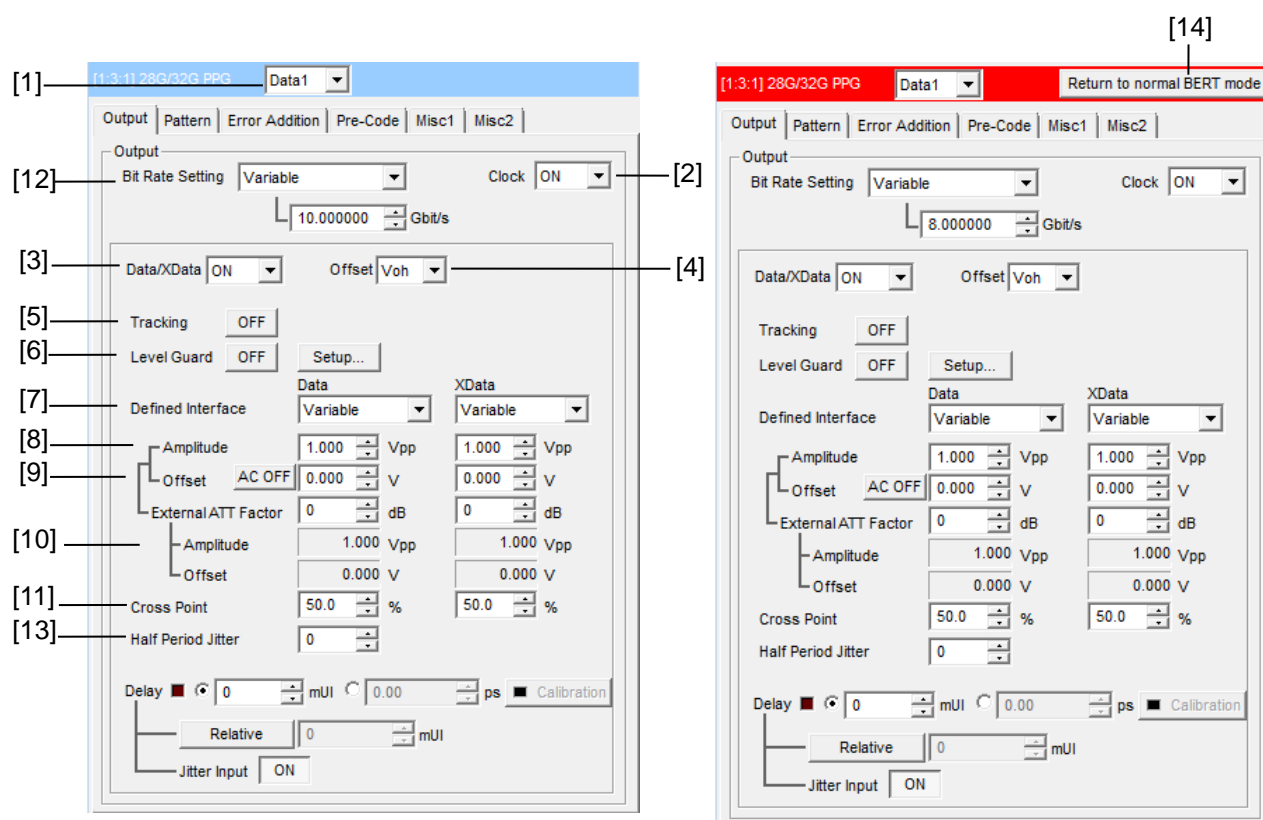 [14]
[1]
[1:3:1] 28G/32G PPG Data1
Output Pattern Error Addition Pre-Code Misc1 Misc2
Output
[12] Bit Rate Setting Variable Clock ON [2]
10.000000 Gbit/s
[3] Data/XData ON Offset Voh [4]
[5] Tracking OFF
[6] Level Guard OFF Setup...
Data XData
[7] Defined Interface Variable Variable
[8] Amplitude 1.000 Vpp 1.000 Vpp
[9] Offset AC OFF 0.000 V 0.000 V
External ATT Factor 0 dB 0 dB
[10] Amplitude 1.000 Vpp 1.000 Vpp
Offset 0.000 V 0.000 V
[11] Cross Point 50.0 % 50.0 %
[13] Half Period Jitter 0
Delay 0 mUI 0.00 ps Calibration
Relative 0 mUI
Jitter Input ON
[1:3:1] 28G/32G PPG Data1 Return to normal BERT mode
Output Pattern Error Addition Pre-Code Misc1 Misc2
Output
Bit Rate Setting Variable Clock ON
8.000000 Gbit/s
Data/XData ON Offset Voh
Tracking OFF
Level Guard OFF Setup...
Data XData
Defined Interface Variable Variable
Amplitude 1.000 Vpp 1.000 Vpp
Offset AC OFF 0.000 V 0.000 V
External ATT Factor 0 dB 0 dB
Amplitude 1.000 Vpp 1.000 Vpp
Offset 0.000 V 0.000 V
Cross Point 50.0 % 50.0 %
Half Period Jitter 0
Delay 0 mUI 0.00 ps Calibration
Relative 0 mUI
Jitter Input ON